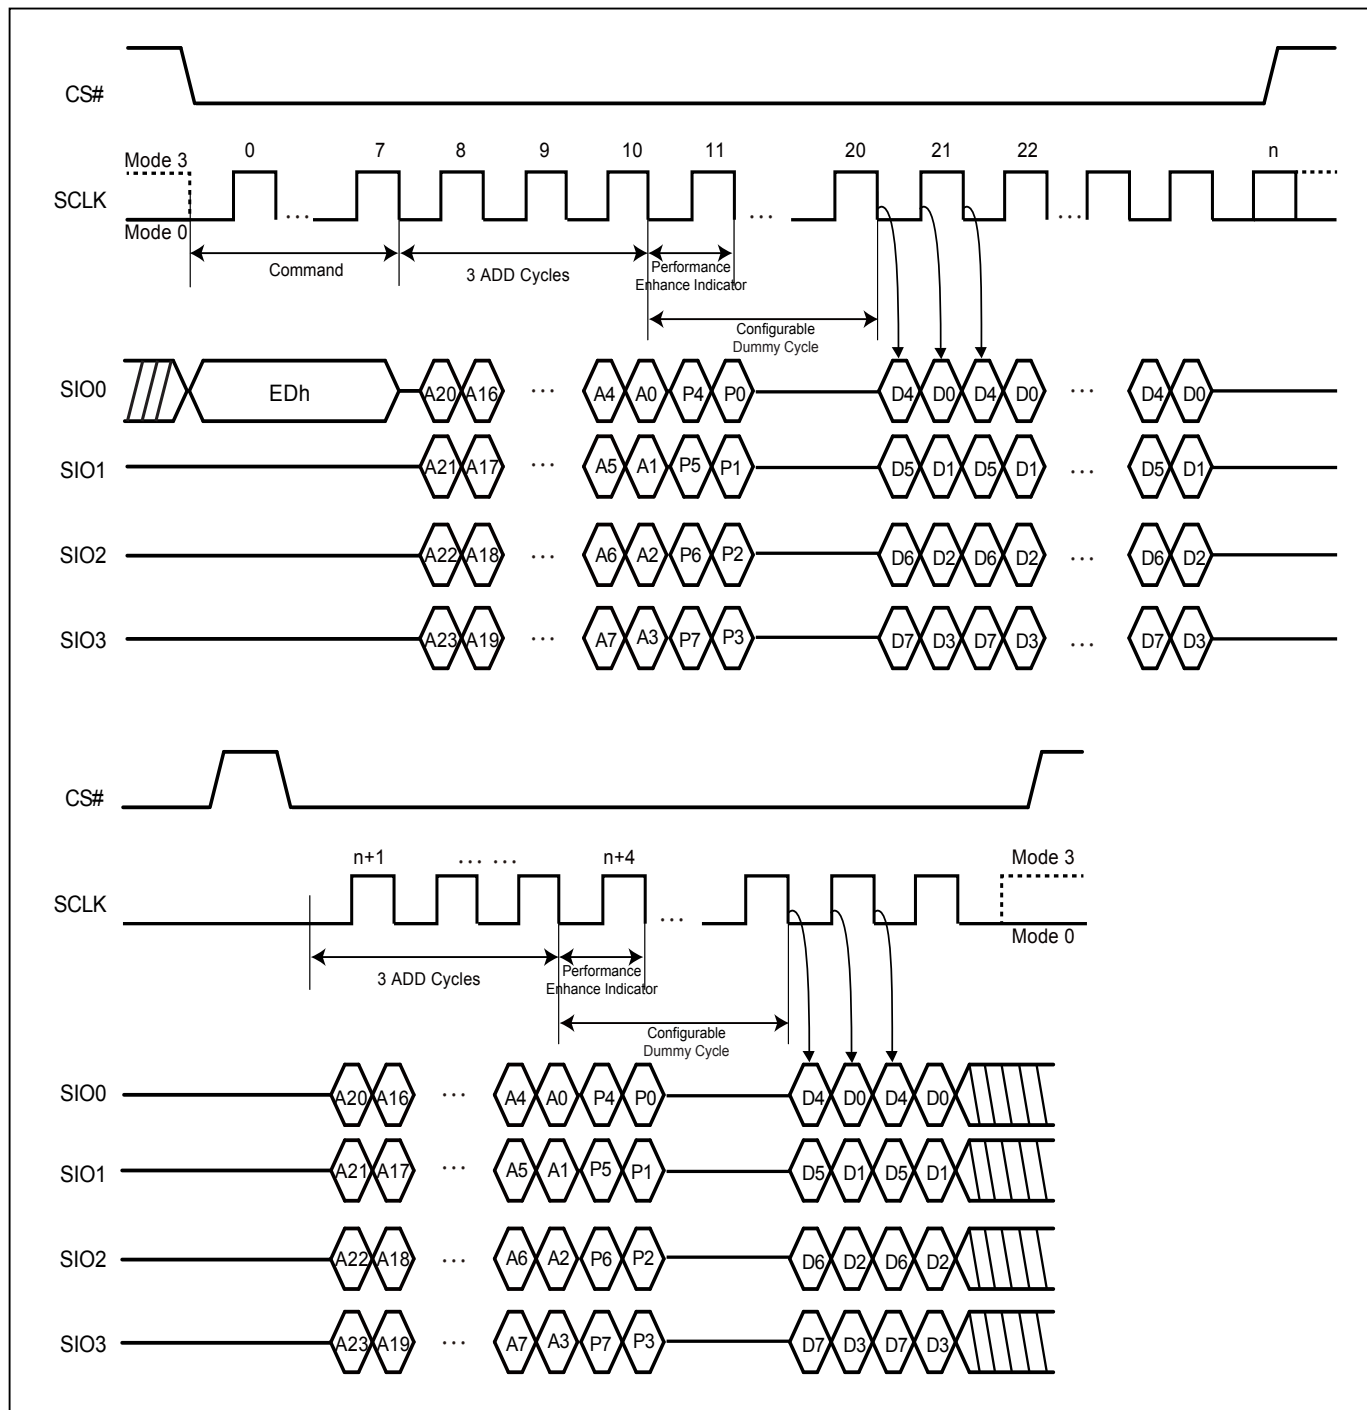 CS#
0 7 8 9 10 11 20 21 22 n
Mode 3
SCLK
Mode 0
...
...
...
Command
3 ADD Cycles
Performance
Enhance Indicator
Configurable
Dummy Cycle
SIO0 EDh A20 A16 ... A4 A0 P4 P0 D4 D0 D4 D0 ... D4 D0
SIO1 A21 A17 ... A5 A1 P5 P1 D5 D1 D5 D1 ... D5 D1
SIO2 A22 A18 ... A6 A2 P6 P2 D6 D2 D6 D2 ... D6 D2
SIO3 A23 A19 ... A7 A3 P7 P3 D7 D3 D7 D3 ... D7 D3
CS#
n+1 ... ... n+4 Mode 3
SCLK
...
Mode 0
3 ADD Cycles
Performance
Enhance Indicator
Configurable
Dummy Cycle
SIO0 A20 A16 ... A4 A0 P4 P0 D4 D0 D4 D0
SIO1 A21 A17 ... A5 A1 P5 P1 D5 D1 D5 D1
SIO2 A22 A18 ... A6 A2 P6 P2 D6 D2 D6 D2
SIO3 A23 A19 ... A7 A3 P7 P3 D7 D3 D7 D3